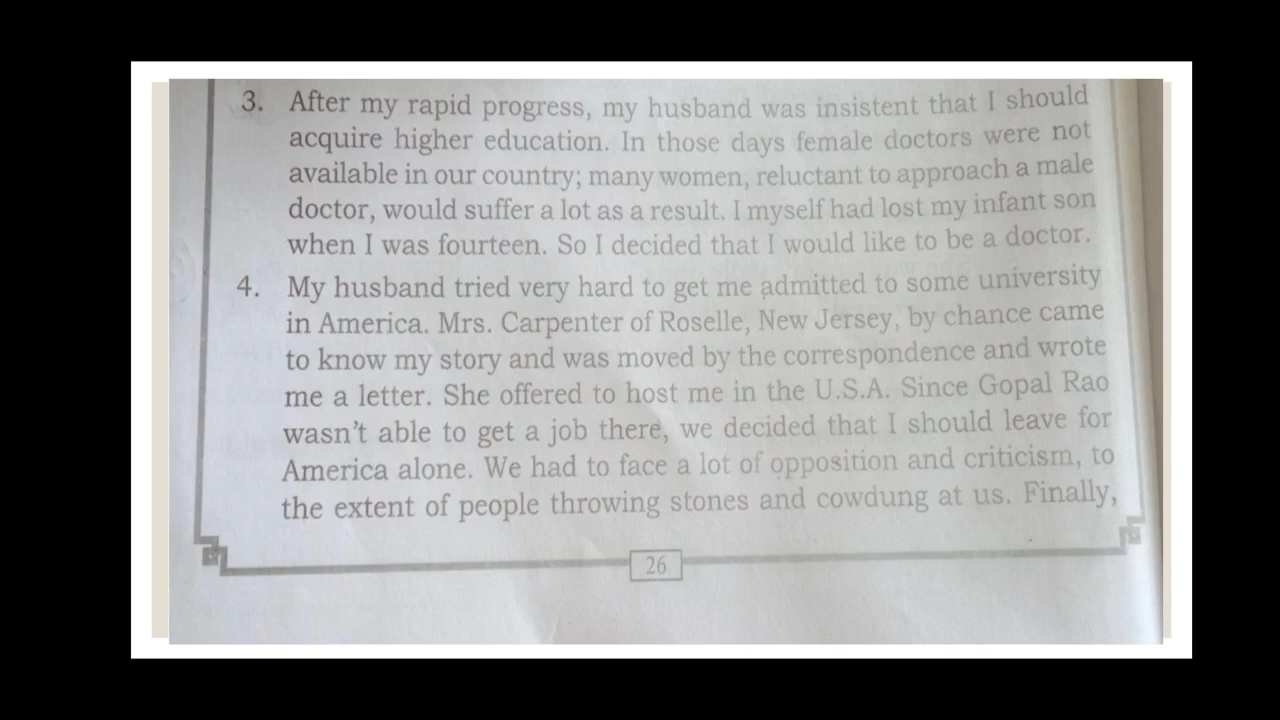 3. After my rapid progress, my husband was insistent that I should
acquire higher education. In those days female doctors were not
available in our country; many women, reluctant to approach a male
doctor, would suffer a lot as a result. I myself had lost my infant son
when I was fourteen. So I decided that I would like to be a doctor.
4. My husband tried very hard to get me admitted to some university
in America. Mrs. Carpenter of Roselle, New Jersey, by chance came
to know my story and was moved by the correspondence and wrote
me a letter. She offered to host me in the U.S.A. Since Gopal Rao
wasn't able to get a job there, we decided that I should leave for
America alone. We had to face a lot of opposition and criticism, to
the extent of people throwing stones and cowdung at us. Finally,
26